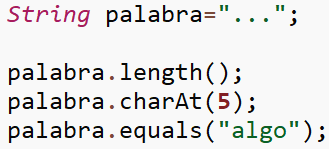 String palabra="...";
palabra.length();
palabra.charAt(5);
palabra.equals("algo");